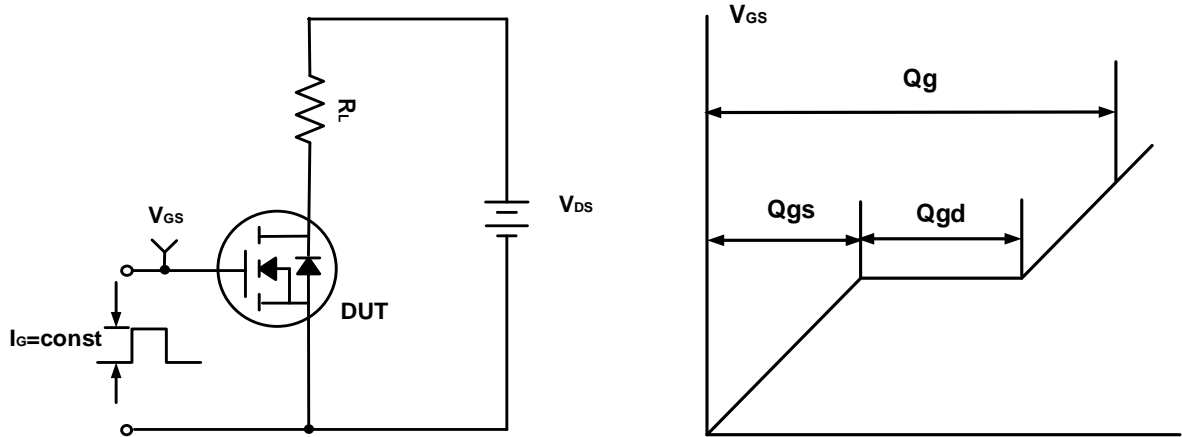 RL
VGS
VDS
DUT
IG=const
VGS
Qg
Qgs
Qgd